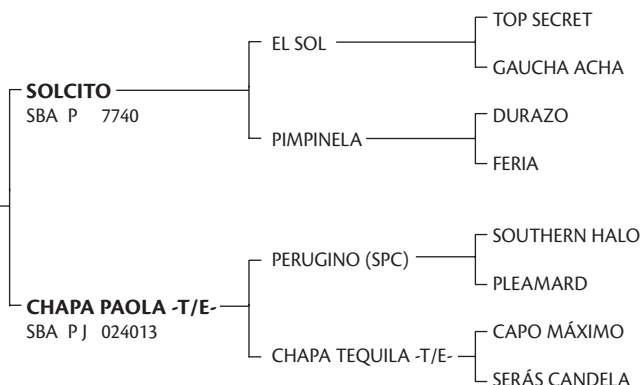 TOP SECRET
EL SOL
GAUCHA ACHA
SOLCITO
SBA P 7740
DURAZO
PIMPINELA
FERIA
SOUTHERN HALO
PERUGINO (SPC)
PLEAMARD
CHAPA PAOLA -T/E-
SBA P J 024013
CAPO MÁXIMO
CHAPA TEQUILA -T/E-
SERÁS CANDELA